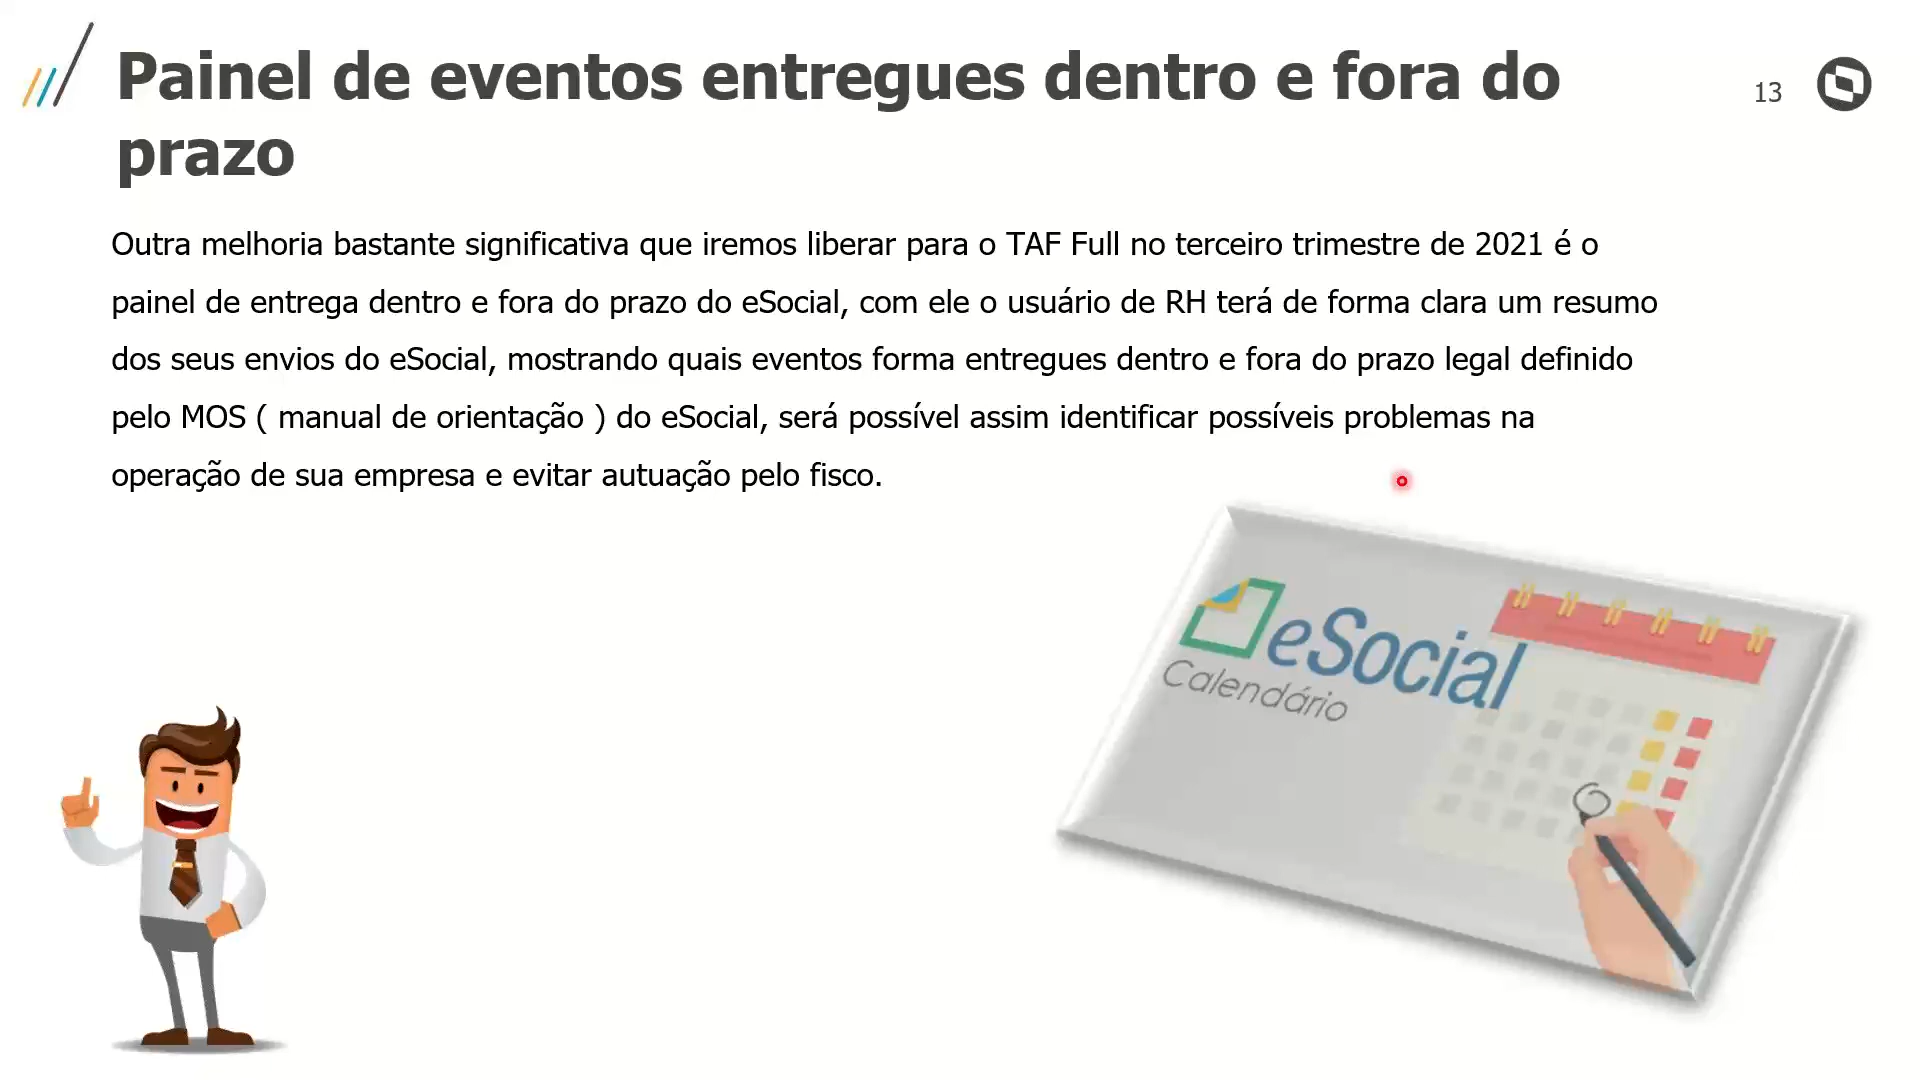 Painel de eventos entregues dentro e fora do
prazo
13
Outra melhoria bastante significativa que iremos liberar para o TAF Full no terceiro trimestre de 2021 é o
painel de entrega dentro e fora do prazo do eSocial, com ele o usuário de RH terá de forma clara um resumo
dos seus envios do eSocial, mostrando quais eventos forma entregues dentro e fora do prazo legal definido
pelo MOS ( manual de orientação ) do eSocial, será possível assim identificar possíveis problemas na
operação de sua empresa e evitar autuação pelo fisco.
eSocial
Calendário